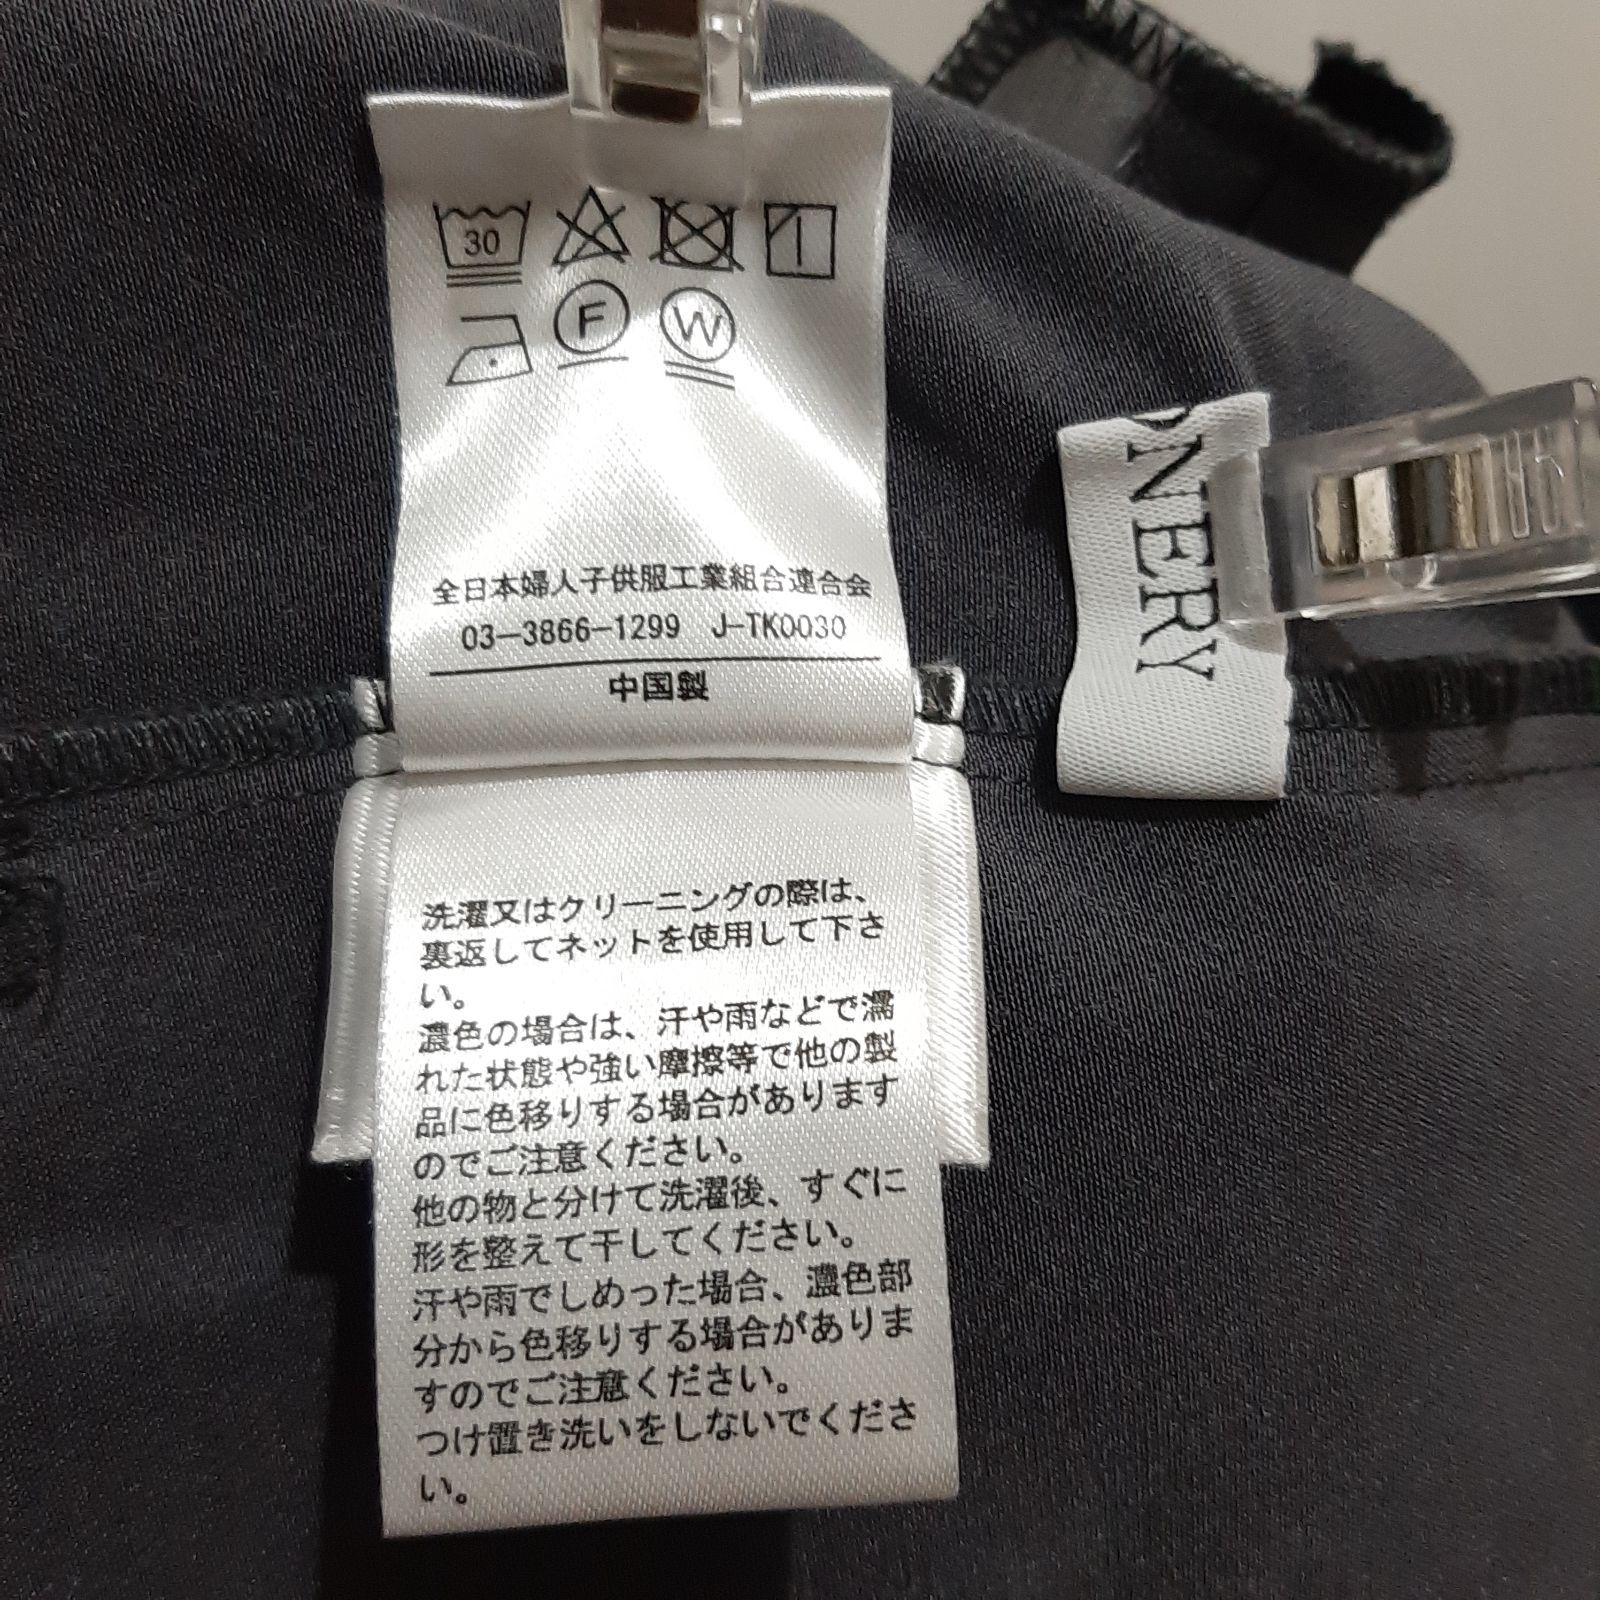 30
F
W
全日本婦人子供服工業組合連合会
03-3866-1299 J-TK0030
中国製
洗濯又はクリーニングの際は、
裏返してネットを使用して下さ
い。
濃色の場合は、汗や雨などで濡
れた状態や強い摩擦等で他の製
品に色移りする場合があります
のでご注意ください。
他の物と分けて洗濯後、すぐに
形を整えて干してください。
汗や雨でしめった場合、濃色部
分から色移りする場合がありま
すのでご注意ください。
つけ置き洗いをしないでくださ
い。
ONERY